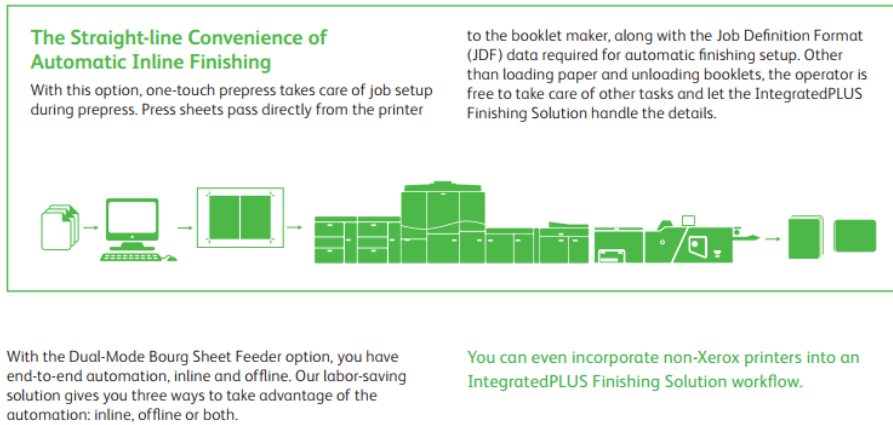 The Straight-line Convenience of
Automatic Inline Finishing
With this option, one-touch prepress takes care of job setup
during prepress. Press sheets pass directly from the printer
to the booklet maker, along with the Job Definition Format
(JDF) data required for automatic finishing setup. Other
than loading paper and unloading booklets, the operator is
free to take care of other tasks and let the IntegratedPLUS
Finishing Solution handle the details.
With the Dual-Mode Bourg Sheet Feeder option, you have
end-to-end automation, inline and offline. Our labor-saving
solution gives you three ways to take advantage of the
automation: inline, offline or both.
You can even incorporate non-Xerox printers into an
IntegratedPLUS Finishing Solution workflow.